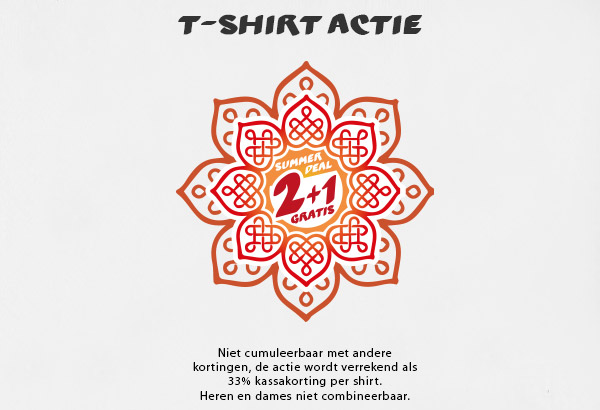 T-SHIRT ACTIE
SUMMER
DEAL
2+1
GRATIS
Niet cumuleerbaar met andere
kortingen, de actie wordt verrekend als
33% kassakorting per shirt.
Heren en dames niet combineerbaar.